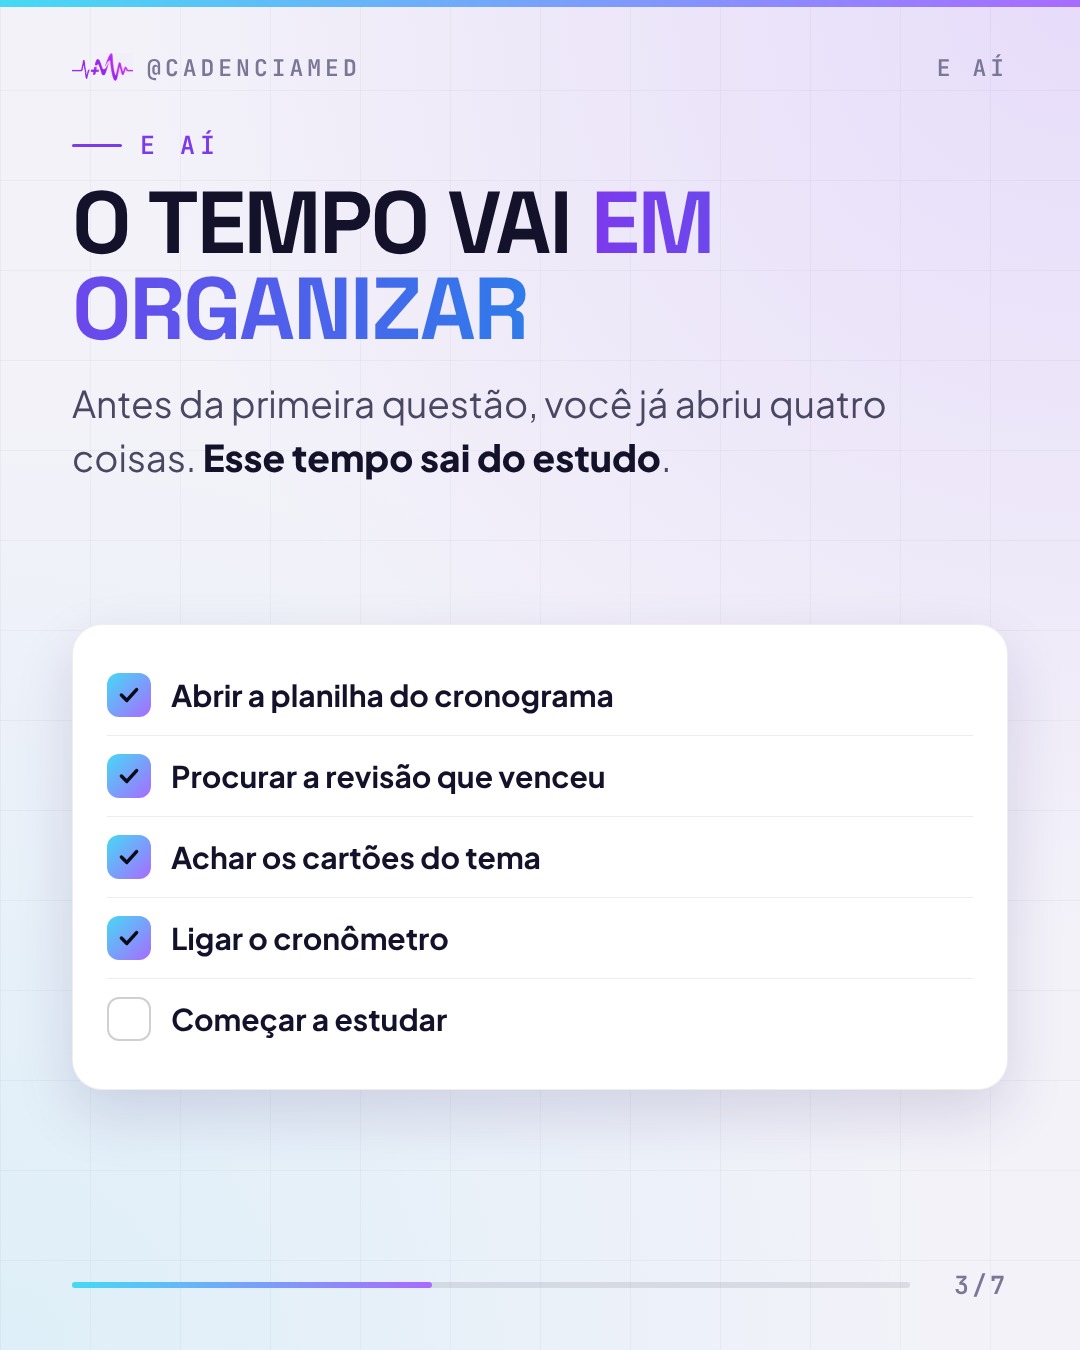 @CADENCIAMED
E AÍ
E AÍ
O TEMPO VAI EM
ORGANIZAR
Antes da primeira questão, você já abriu quatro
coisas. Esse tempo sai do estudo.
Abrir a planilha do cronograma
Procurar a revisão que venceu
Achar os cartões do tema
Ligar o cronômetro
Começar a estudar
3/7